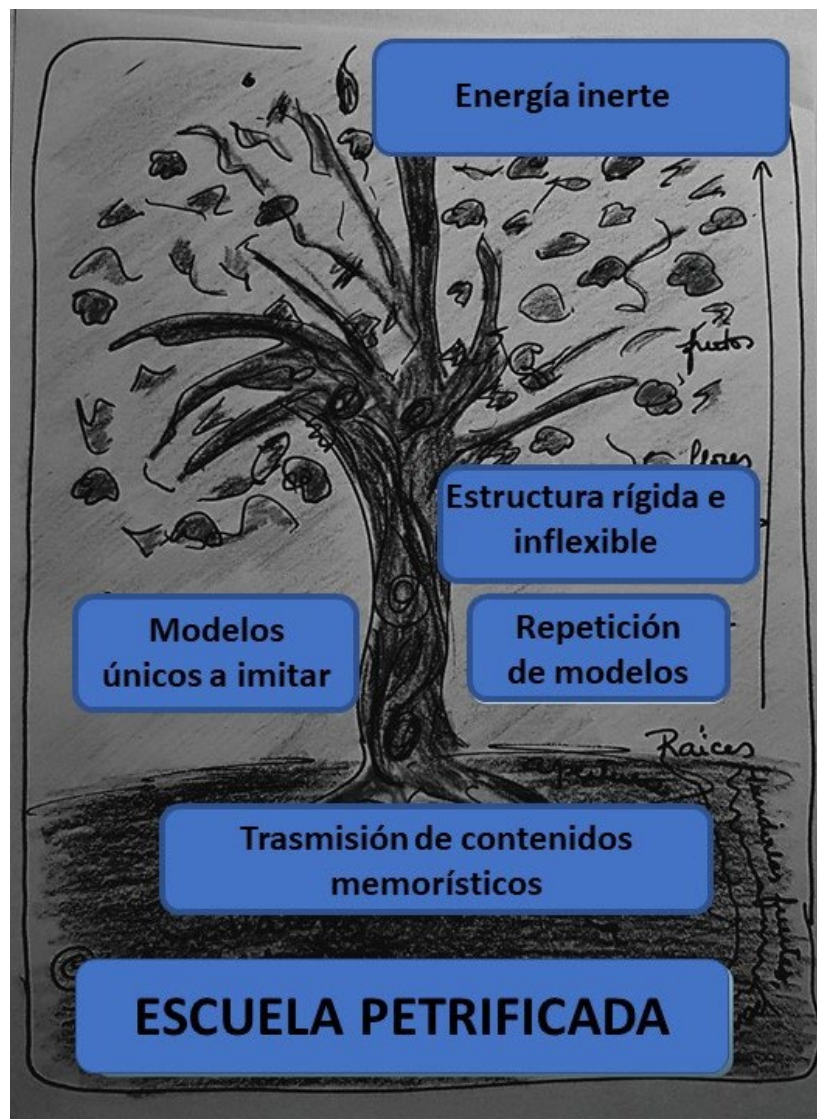 Energía inerte
frutos
flores
Estructura rígida e
inflexible
Modelos
únicos a imitar
Repetición
de modelos
Raices
Trasmisión de contenidos
memorísticos
ESCUELA PETRIFICADA